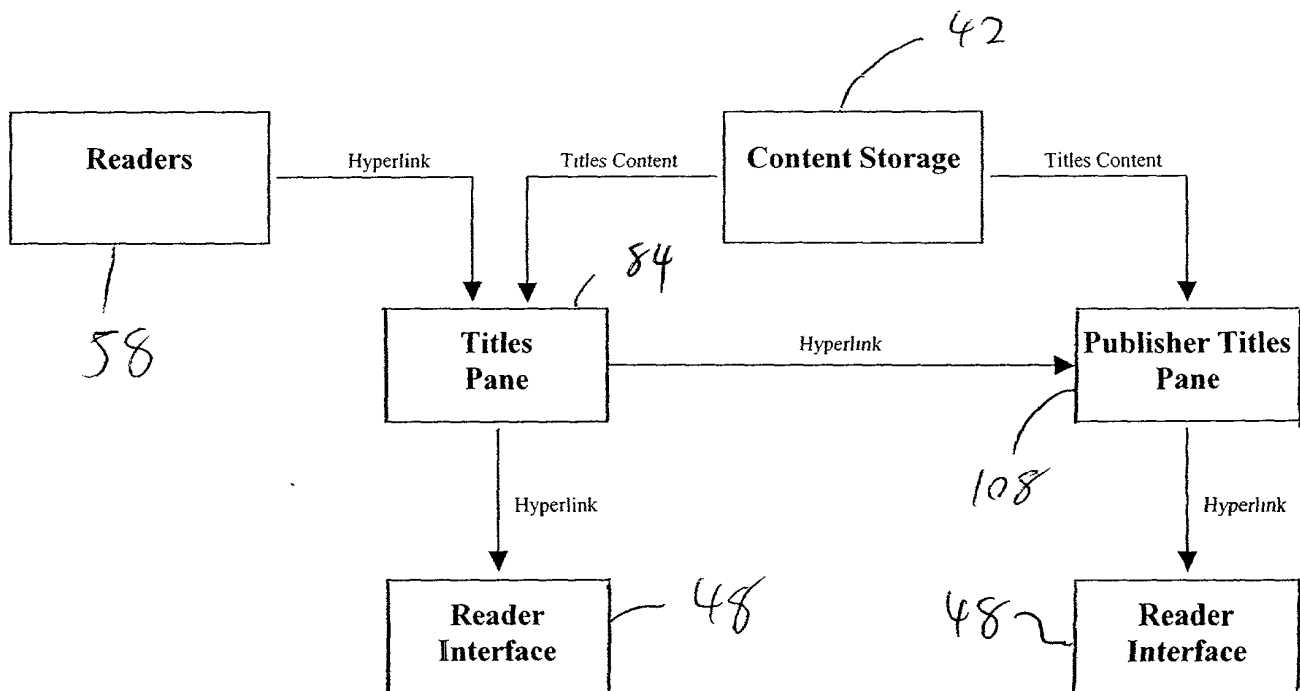 42
Readers
Hyperlink
Titles Content
Content Storage
Titles Content
58
84
Titles
Pane
Hyperlink
Publisher Titles
Pane
108
Hyperlink
Hyperlink
Reader
Interface
48
48
Reader
Interface